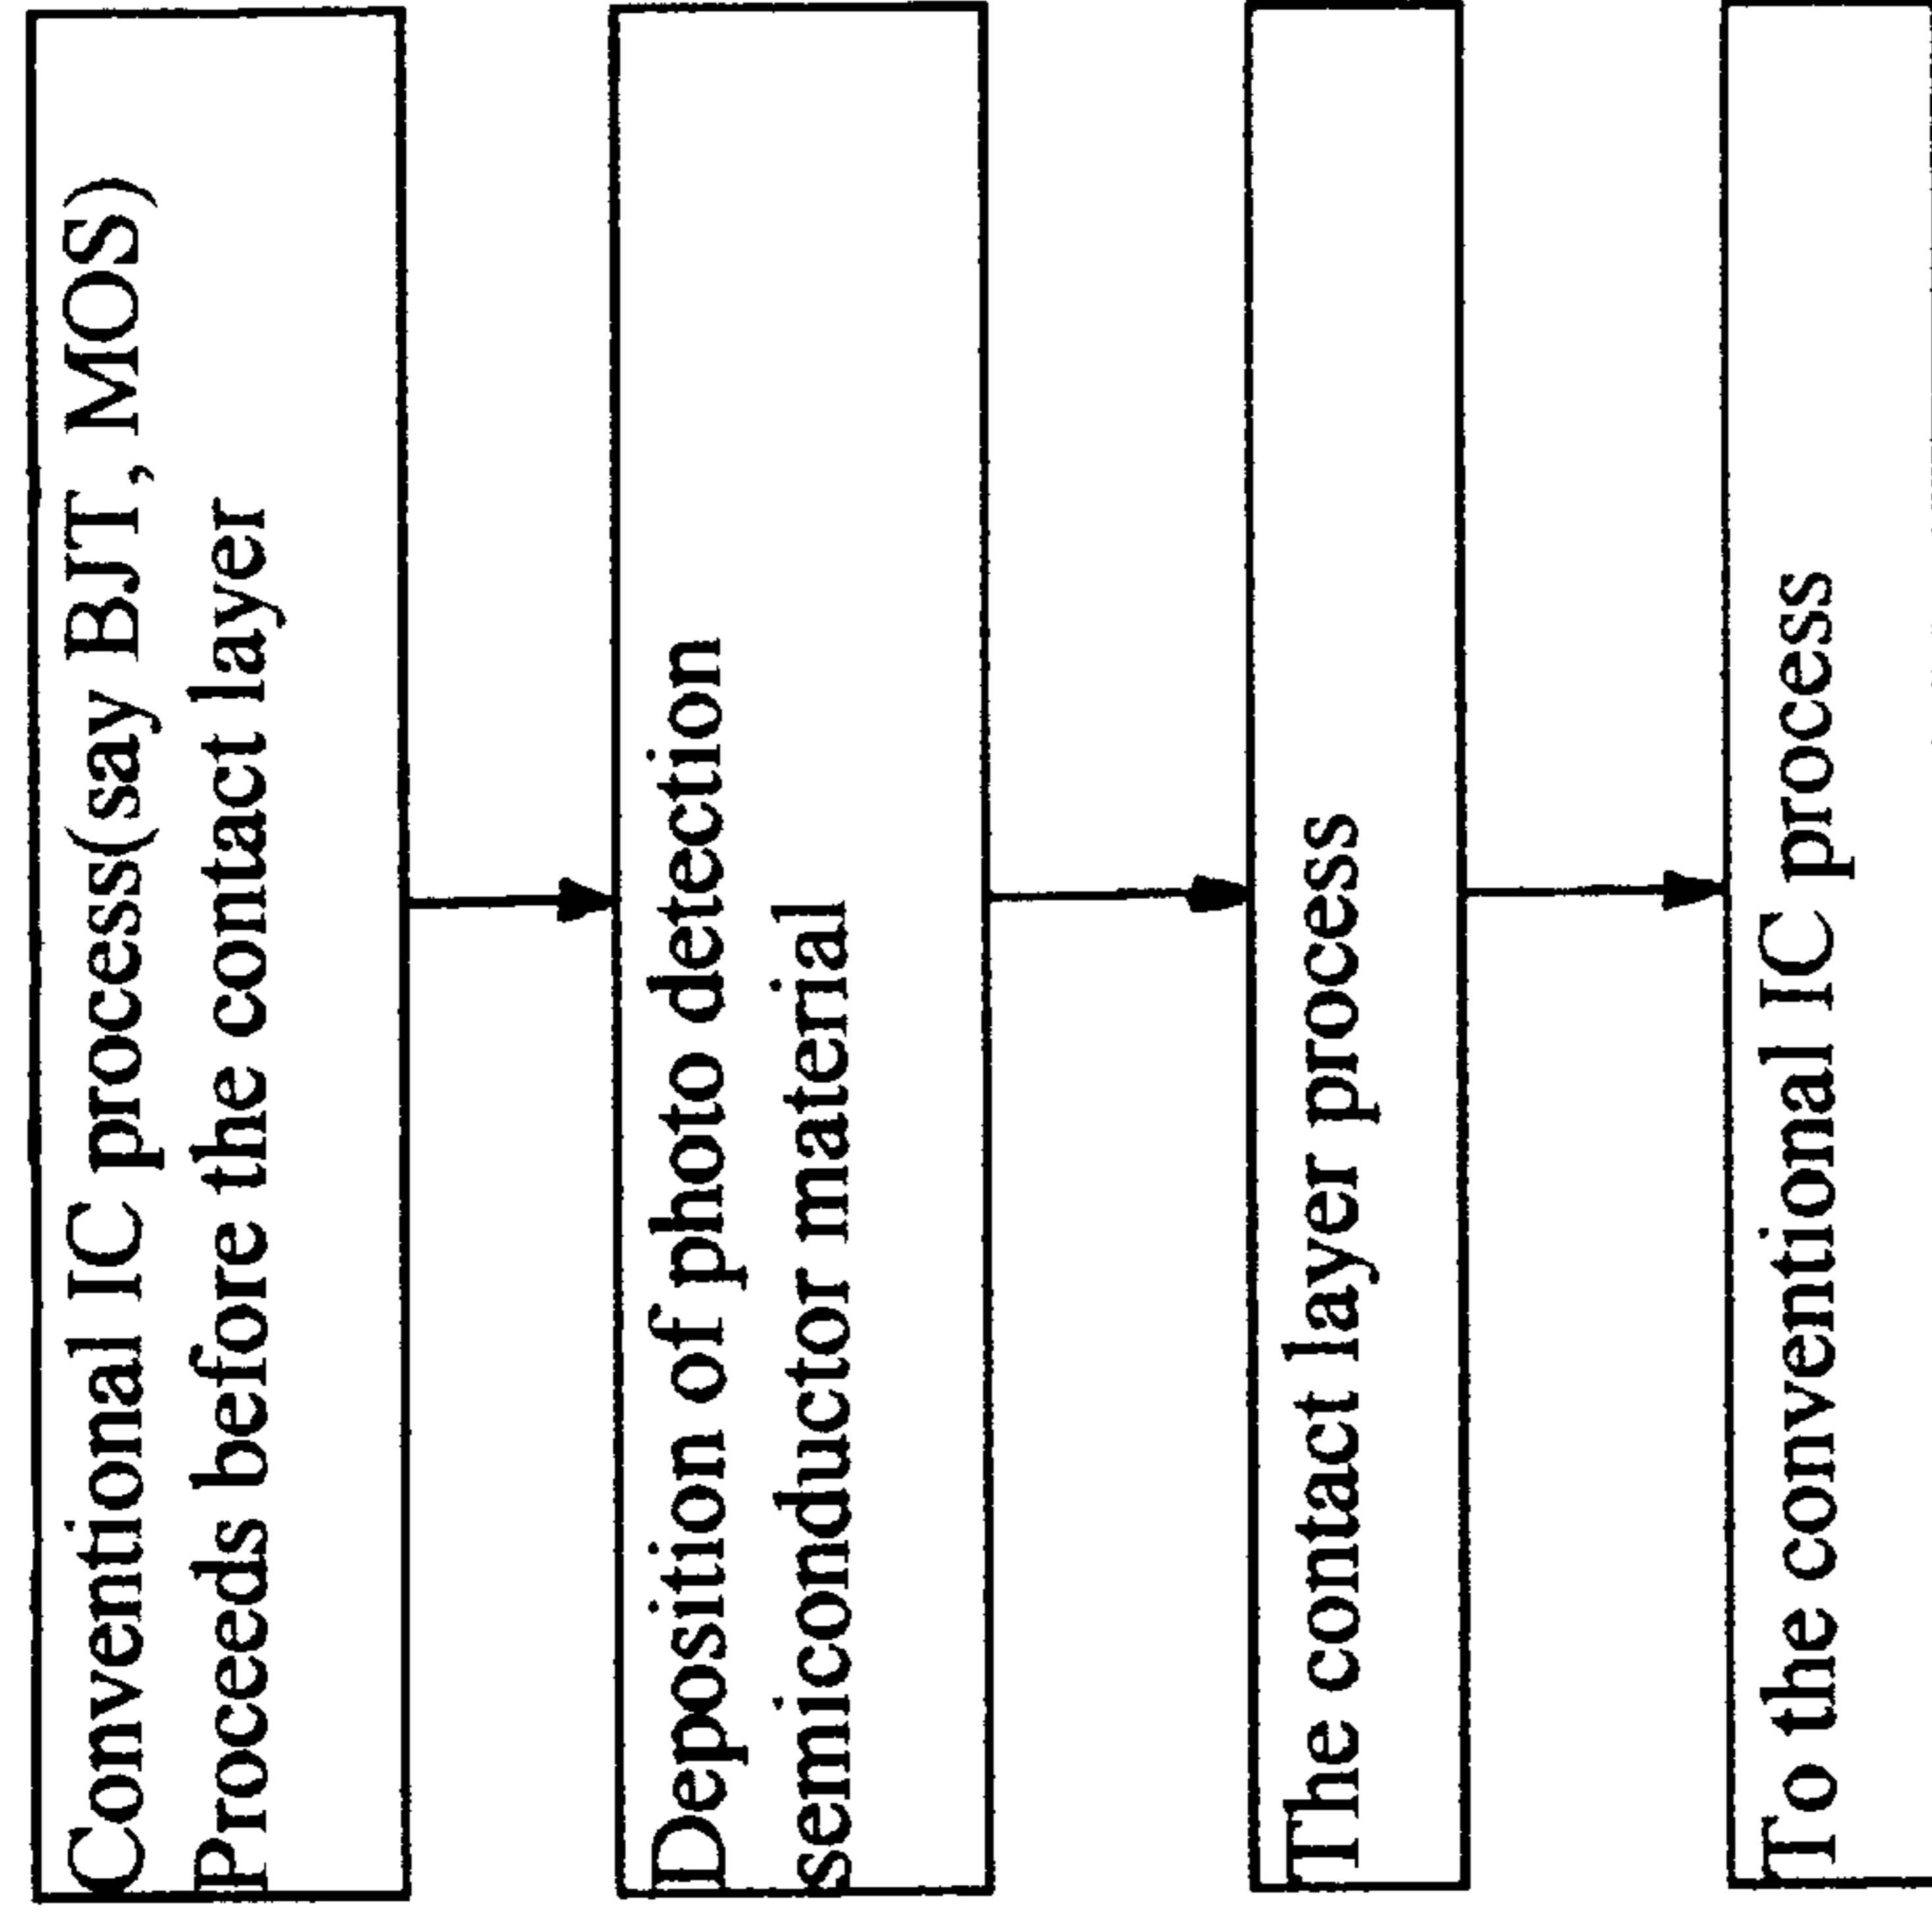 Conventional IC process(say BJT, MOS)
Proceeds before the contact layer
Deposition of photo detection
semiconductor material
The contact layer process
To the conventional IC process